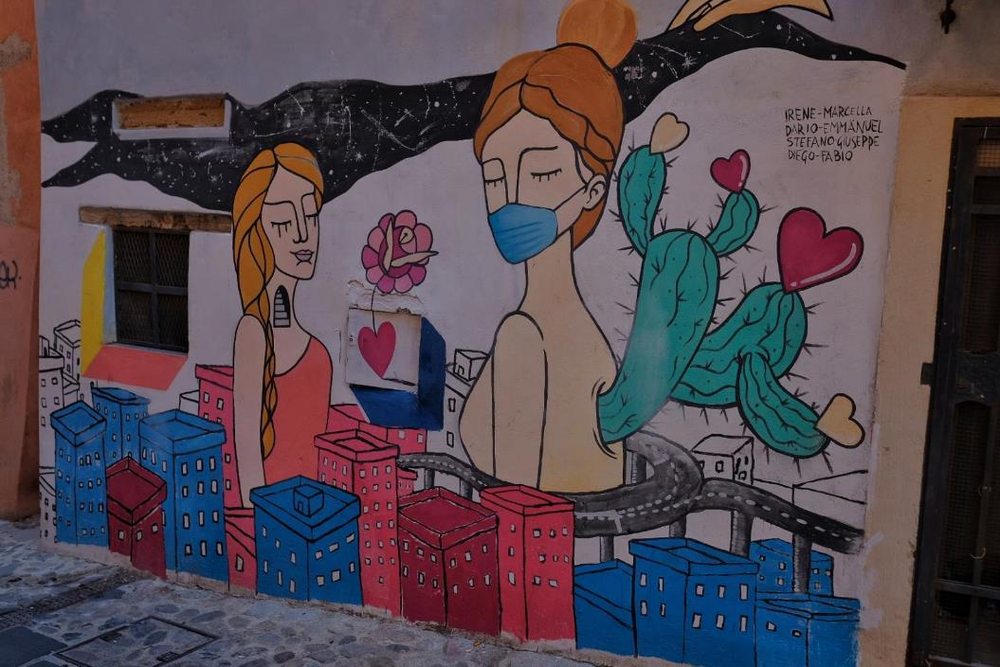 IRENE-MARCELLA
DARIO-EMMANUEL
STEFANO GIUSEPPE
DIEGO-FABIO